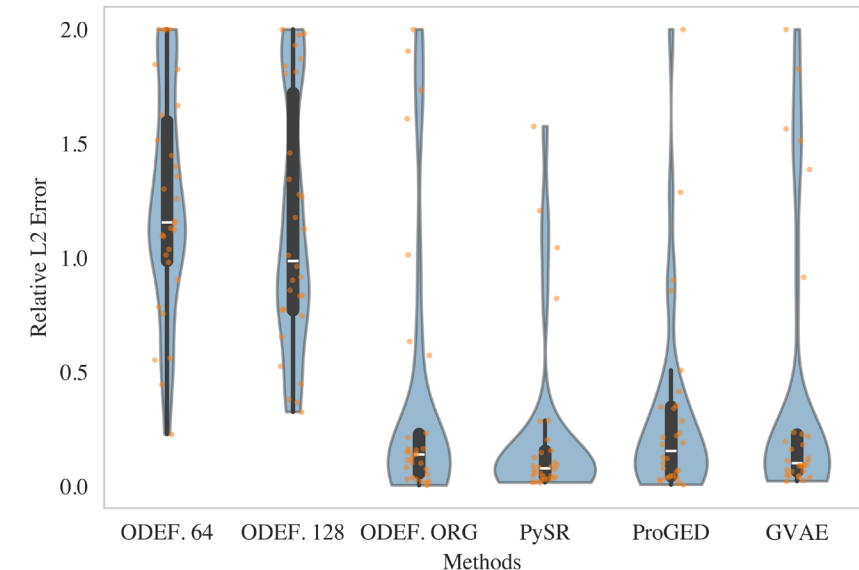 Relative L2 Error
2.0
1.5
1.0
0.5
0.0
ODEF. 64 ODEF. 128 ODEF. ORG PySR ProGED GVAE
Methods